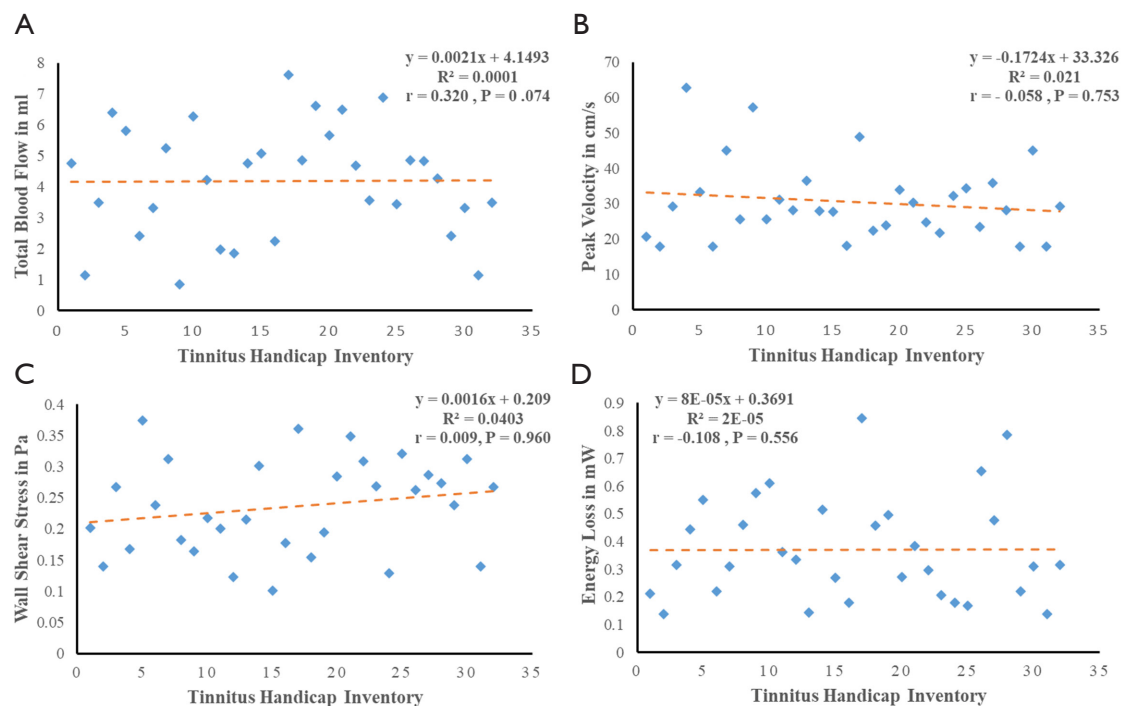 A
y = 0.0021x + 4.1493
R² = 0.0001
r = 0.320 , P = 0 .074
Total Blood Flow in ml
8
7
6
5
4
3
2
1
0
0 5 10 15 20 25 30 35
Tinnitus Handicap Inventory
B
y = -0.1724x + 33.326
R² = 0.021
r = - 0.058 , P = 0.753
Peak Velocity in cm/s
70
60
50
40
30
20
10
0
0 5 10 15 20 25 30 35
Tinnitus Handicap Inventory
C
y = 0.0016x + 0.209
R² = 0.0403
r = 0.009, P = 0.960
Wall Shear Stress in Pa
0.4
0.35
0.3
0.25
0.2
0.15
0.1
0.05
0
0 5 10 15 20 25 30 35
Tinnitus Handicap Inventory
D
y = 8E-05x + 0.3691
R² = 2E-05
r = -0.108 , P = 0.556
Energy Loss in mW
0.9
0.8
0.7
0.6
0.5
0.4
0.3
0.2
0.1
0
0 5 10 15 20 25 30 35
Tinnitus Handicap Inventory